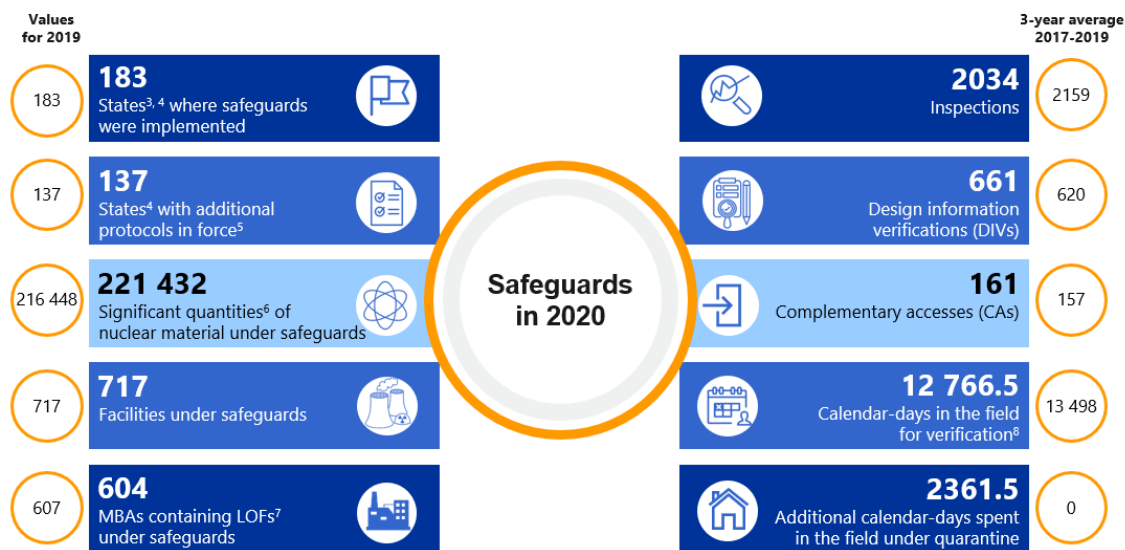 Values
for 2019
183
183
States3, 4 where safeguards
were implemented
137
137
States4 with additional
protocols in force5
216 448
221 432
Significant quantities6 of
nuclear material under safeguards
717
717
Facilities under safeguards
607
604
MBAs containing LOFs7
under safeguards
Safeguards
in 2020
3-year average
2017-2019
2034
Inspections
2159
661
Design information
verifications (DIVs)
620
161
Complementary accesses (CAs)
157
12 766.5
Calendar-days in the field
for verification8
13 498
2361.5
Additional calendar-days spent
in the field under quarantine
0